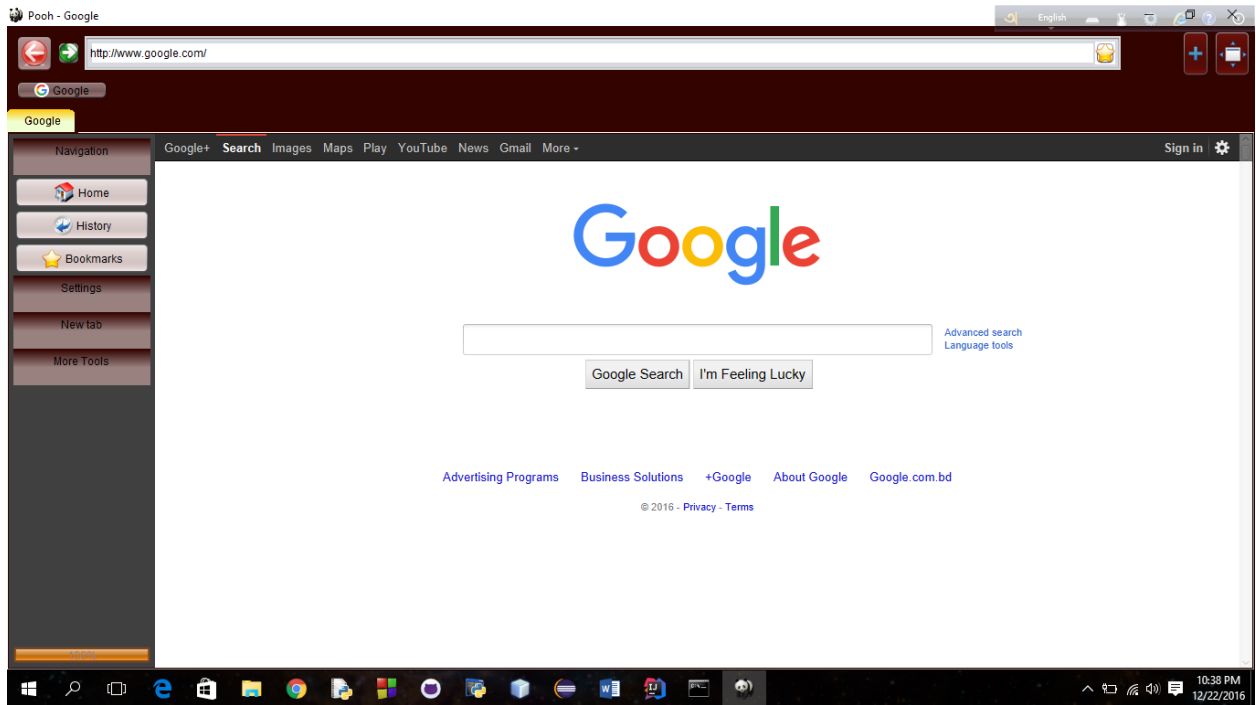 Pooh - Google
English
http://www.google.com/
Google
Google
Navigation
Google+ Search Images Maps Play YouTube News Gmail More
Sign in
Home
History
Bookmarks
Settings
New tab
More Tools
Google
Advanced search
Language tools
Google Search I'm Feeling Lucky
Advertising Programs Business Solutions +Google About Google Google.com.bd
© 2016 - Privacy - Terms
100%
10:38 PM
12/22/2016